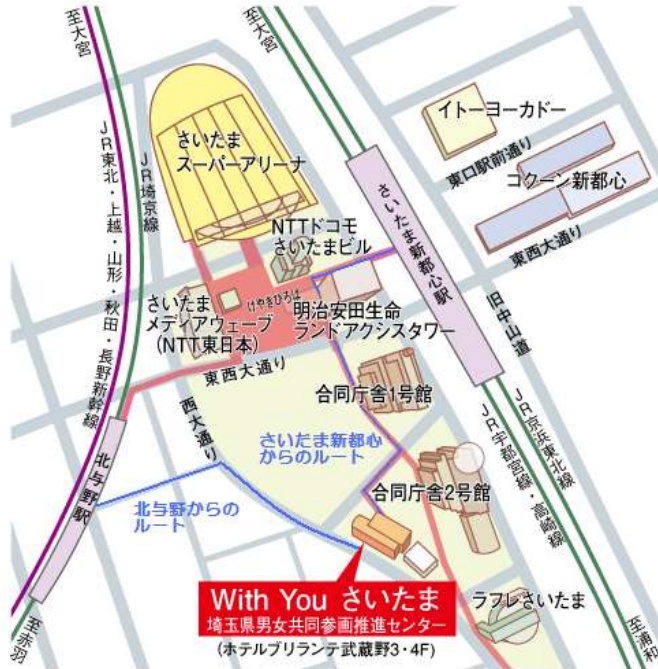 至大宮
至大宮
JR東北・上越・山形・秋田・長野新幹線
JR埼京線
さいたま
スーパーアリーナ
イトーヨーカドー
東口駅前通り
コクーン新都心
さいたま新都心駅
NTTドコモ
さいたまビル
東西大通り
けやきひろば
さいたま
メディアウェーブ
(NTT東日本)
明治安田生命
ランドアクシスタワー
旧中山道
東西大通り
合同庁舎1号館
西大通り
さいたま新都心
からのルート
JR京浜東北線
JR宇都宮線・高崎線
北与野駅
合同庁舎2号館
北与野からの
ルート
With You さいたま
埼玉県男女共同参画推進センター
(ホテルブリランテ武蔵野3・4F)
ラフレさいたま
至赤羽
至浦和